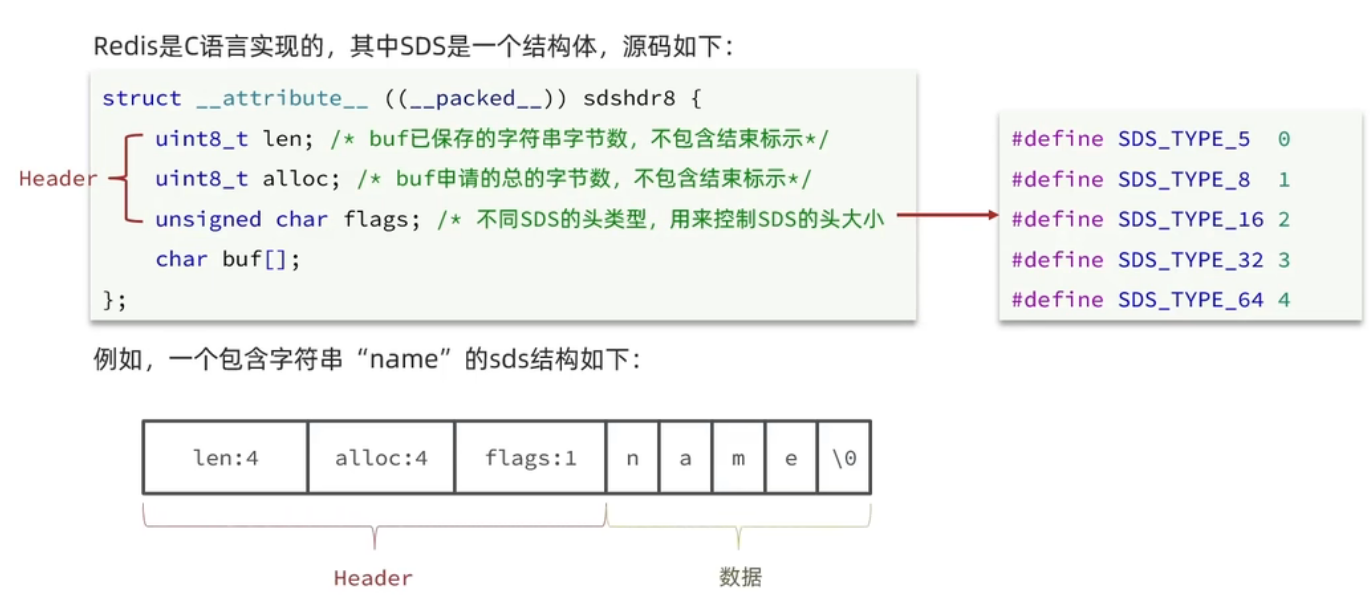 Redis是C语言实现的，其中SDS是一个结构体，源码如下：
struct __attribute__ ((__packed__)) sdshdr8 {
uint8_t len; /* buf已保存的字符串字节数，不包含结束标示*/
uint8_t alloc; /* buf申请的总的字节数，不包含结束标示*/
unsigned char flags; /* 不同SDS的头类型，用来控制SDS的头大小
char buf[];
};
Header
#define SDS_TYPE_5 0
#define SDS_TYPE_8 1
#define SDS_TYPE_16 2
#define SDS_TYPE_32 3
#define SDS_TYPE_64 4
例如，一个包含字符串“name”的sds结构如下：
len:4 alloc:4 flags:1 n a m e \0
Header 数据